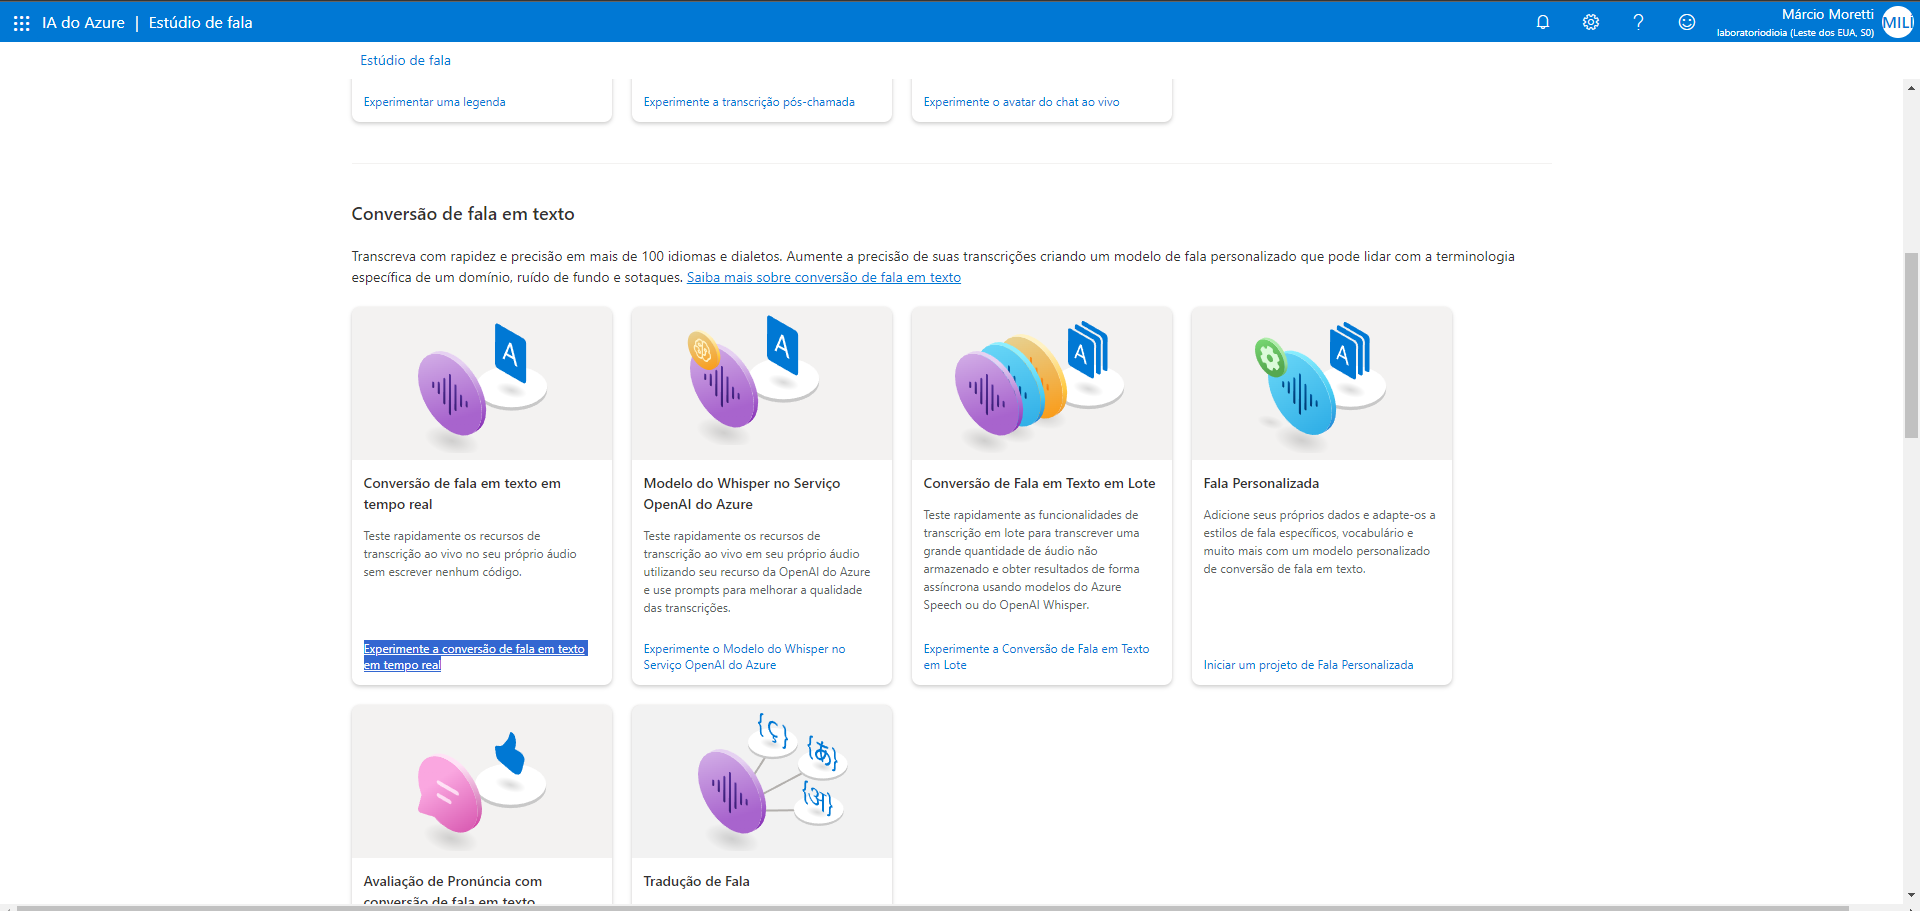 IA do Azure | Estúdio de fala
Márcio Moretti
laboratoriodioia (Leste dos EUA, S0)
MILI
Estúdio de fala
Experimentar uma legenda
Experimente a transcrição pós-chamada
Experimente o avatar do chat ao vivo
Conversão de fala em texto
Transcreva com rapidez e precisão em mais de 100 idiomas e dialetos. Aumente a precisão de suas transcrições criando um modelo de fala personalizado que pode lidar com a terminologia
específica de um domínio, ruído de fundo e sotaques. Saiba mais sobre conversão de fala em texto
A
A
A
A
Conversão de fala em texto em
tempo real
Teste rapidamente os recursos de
transcrição ao vivo no seu próprio áudio
sem escrever nenhum código.
Experimente a conversão de fala em texto
em tempo real
Modelo do Whisper no Serviço
OpenAI do Azure
Teste rapidamente os recursos de
transcrição ao vivo em seu próprio áudio
utilizando seu recurso da OpenAI do Azure
e use prompts para melhorar a qualidade
das transcrições.
Experimente o Modelo do Whisper no
Serviço OpenAI do Azure
Conversão de Fala em Texto em Lote
Teste rapidamente as funcionalidades de
transcrição em lote para transcrever uma
grande quantidade de áudio não
armazenado e obter resultados de forma
assíncrona usando modelos do Azure
Speech ou do OpenAI Whisper.
Experimente a Conversão de Fala em Texto
em Lote
Fala Personalizada
Adicione seus próprios dados e adapte-os a
estilos de fala específicos, vocabulário e
muito mais com um modelo personalizado
de conversão de fala em texto.
Iniciar um projeto de Fala Personalizada
{ç}
{あ}
{अ}
Avaliação de Pronúncia com
conversão de fala em texto
Tradução de Fala